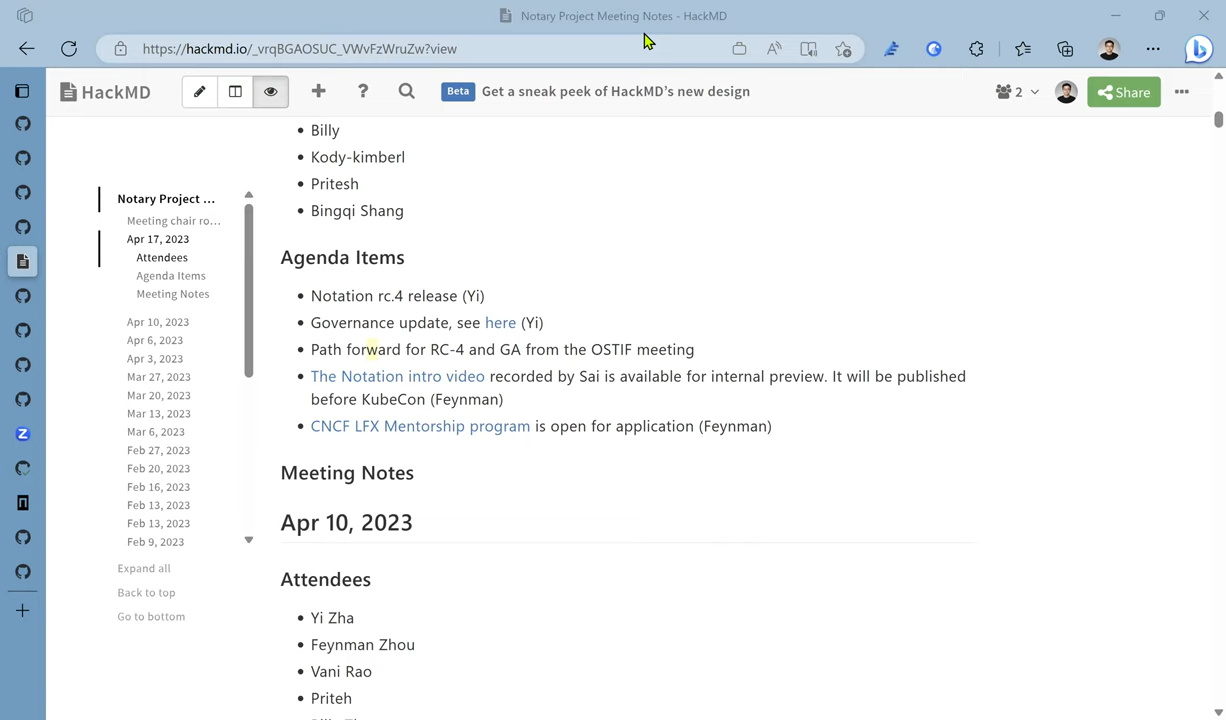 Notary Project Meeting Notes - HackMD
https://hackmd.io/_vrqBGAOSUC_VWvFzWruZw?view
HackMD
Beta Get a sneak peek of HackMD's new design
2
Share
Notary Project ...
Meeting chair ro...
Apr 17, 2023
Attendees
Agenda Items
Meeting Notes
Apr 10, 2023
Apr 6, 2023
Apr 3, 2023
Mar 27, 2023
Mar 20, 2023
Mar 13, 2023
Mar 6, 2023
Feb 27, 2023
Feb 20, 2023
Feb 16, 2023
Feb 13, 2023
Feb 13, 2023
Feb 9, 2023
Expand all
Back to top
Go to bottom
Billy
Kody-kimberl
Pritesh
Bingqi Shang
Agenda Items
Notation rc.4 release (Yi)
Governance update, see here (Yi)
Path forward for RC-4 and GA from the OSTIF meeting
The Notation intro video recorded by Sai is available for internal preview. It will be published
before KubeCon (Feynman)
CNCF LFX Mentorship program is open for application (Feynman)
Meeting Notes
Apr 10, 2023
Attendees
Yi Zha
Feynman Zhou
Vani Rao
Priteh